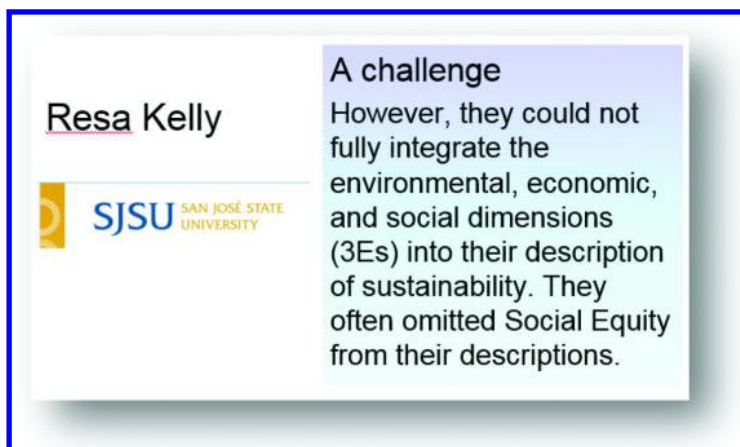 Resa Kelly
SJSU SAN JOSÉ STATE
UNIVERSITY
A challenge
However, they could not
fully integrate the
environmental, economic,
and social dimensions
(3Es) into their description
of sustainability. They
often omitted Social Equity
from their descriptions.